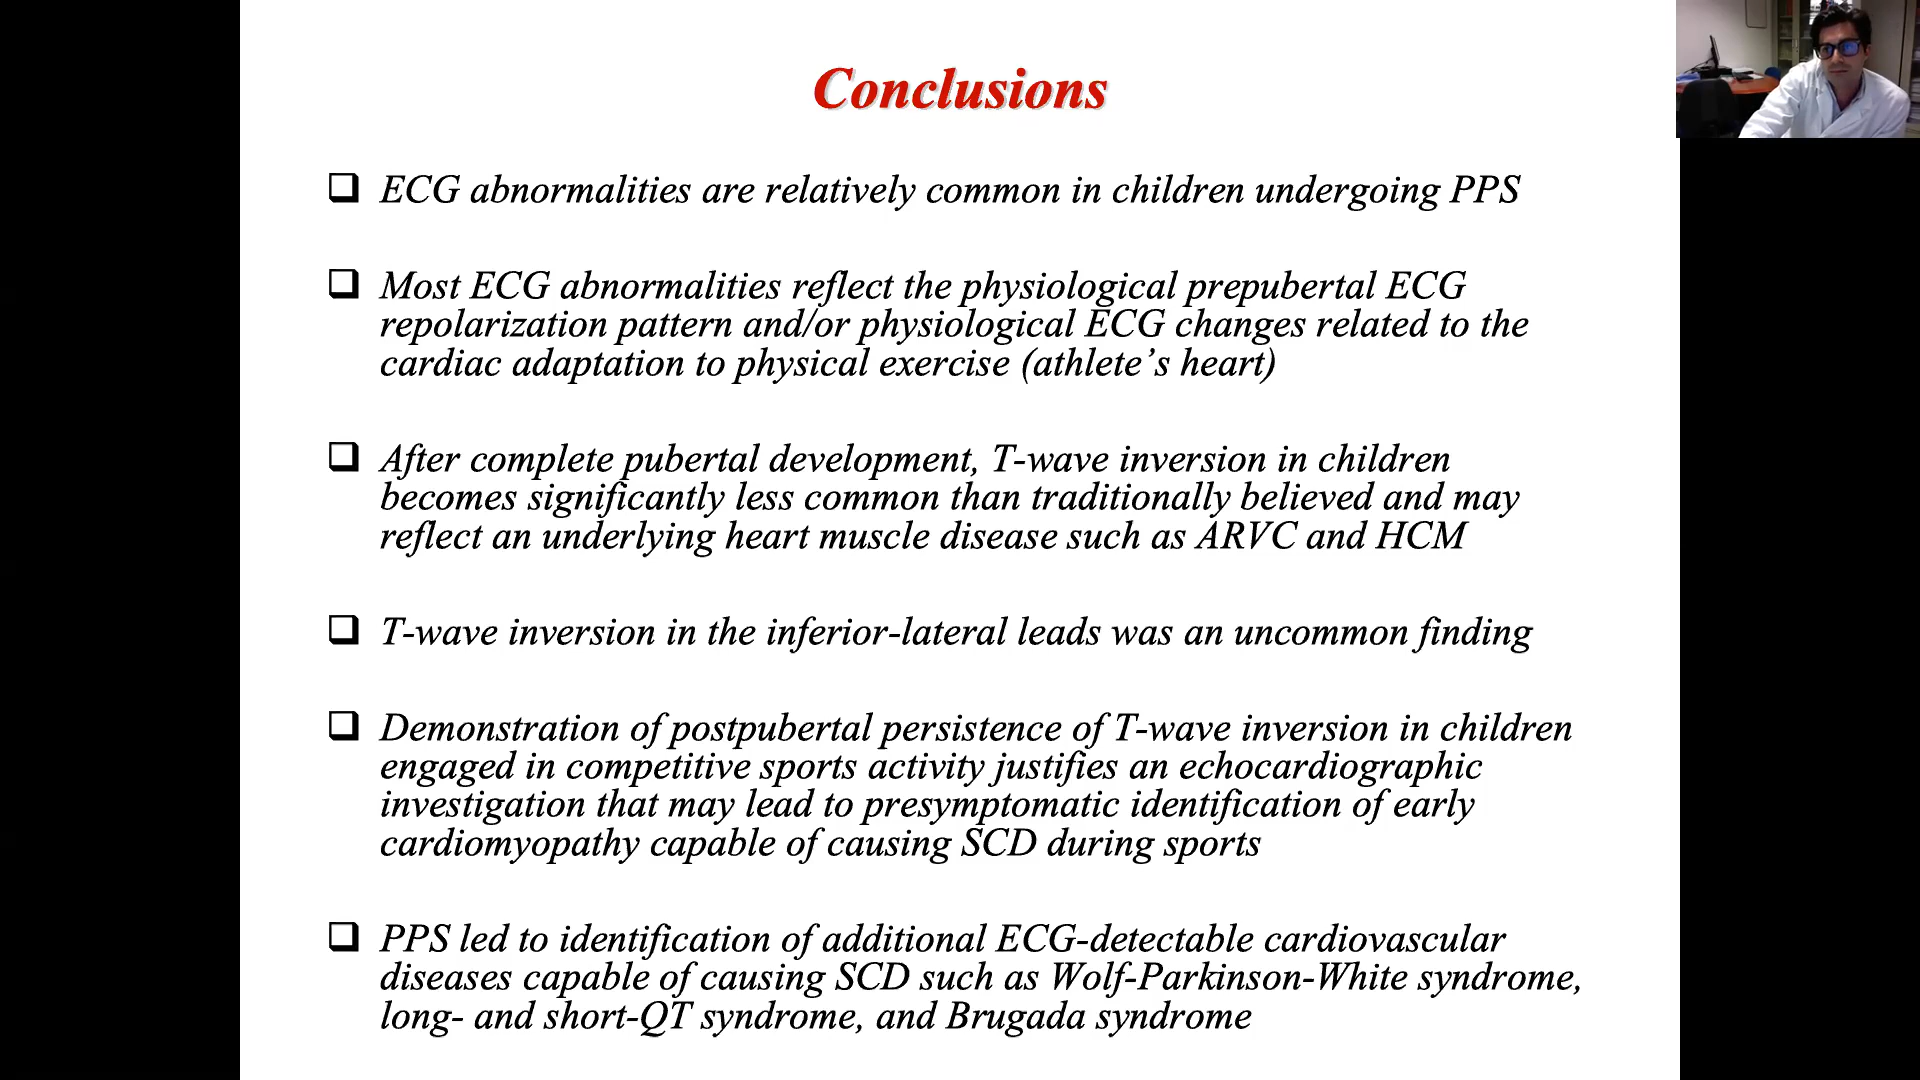 Conclusions
ECG abnormalities are relatively common in children undergoing PPS
Most ECG abnormalities reflect the physiological prepubertal ECG
repolarization pattern and/or physiological ECG changes related to the
cardiac adaptation to physical exercise (athlete’s heart)
After complete pubertal development, T-wave inversion in children
becomes significantly less common than traditionally believed and may
reflect an underlying heart muscle disease such as ARVC and HCM
T-wave inversion in the inferior-lateral leads was an uncommon finding
Demonstration of postpubertal persistence of T-wave inversion in children
engaged in competitive sports activity justifies an echocardiographic
investigation that may lead to presymptomatic identification of early
cardiomyopathy capable of causing SCD during sports
PPS led to identification of additional ECG-detectable cardiovascular
diseases capable of causing SCD such as Wolf-Parkinson-White syndrome,
long- and short-QT syndrome, and Brugada syndrome